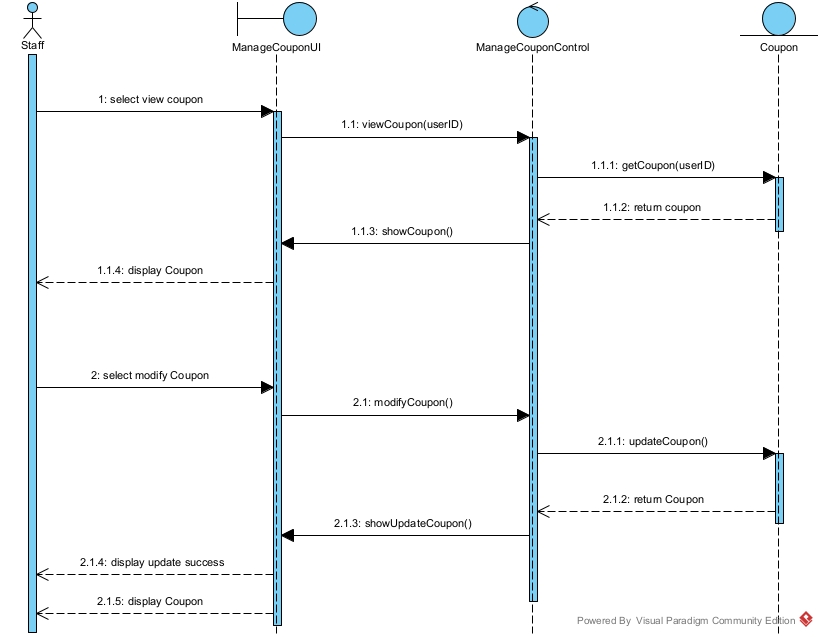 Staff
ManageCouponUI
ManageCouponControl
Coupon
1: select view coupon
1.1: viewCoupon(userID)
1.1.1: getCoupon(userID)
1.1.2: return coupon
1.1.3: showCoupon()
1.1.4: display Coupon
2: select modify Coupon
2.1: modifyCoupon()
2.1.1: updateCoupon()
2.1.2: return Coupon
2.1.3: showUpdateCoupon()
2.1.4: display update success
2.1.5: display Coupon
Powered By Visual Paradigm Community Edition